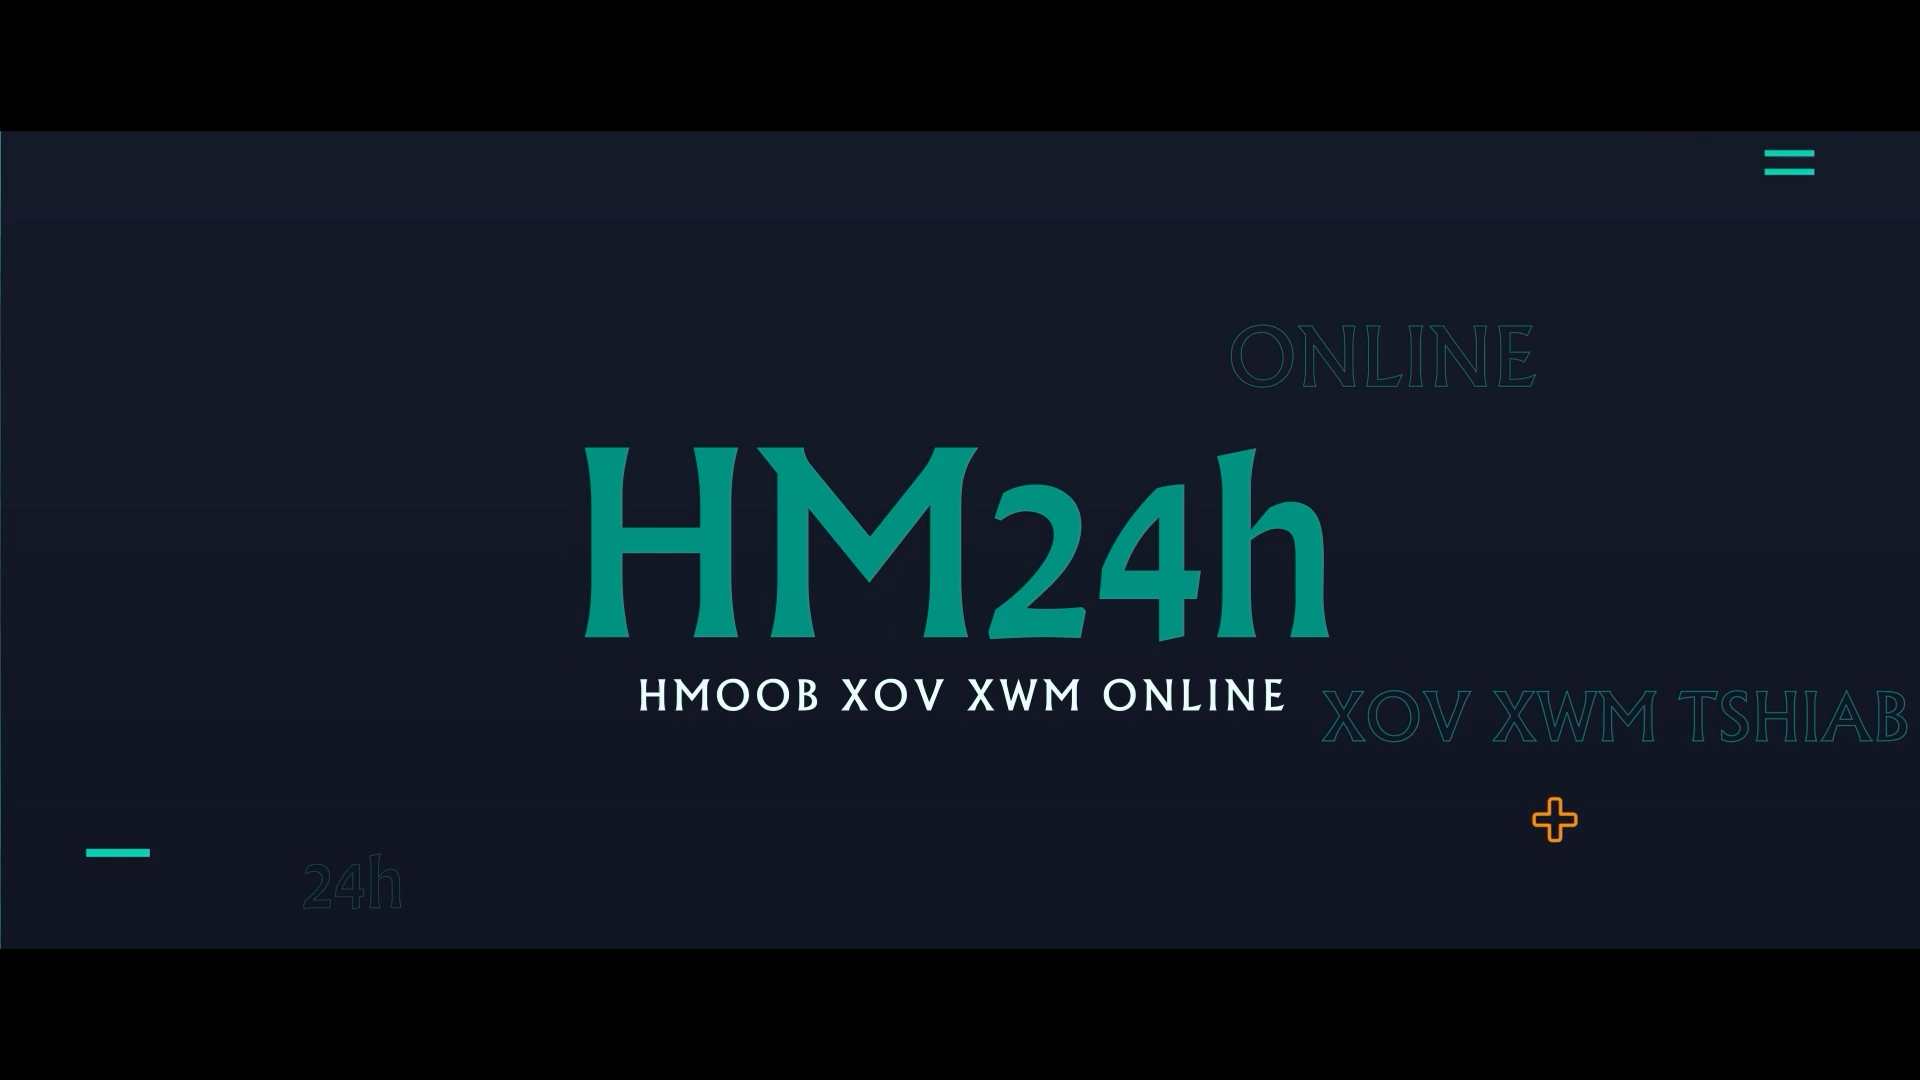 ONLINE
HM24h
HMOOB XOV XWM ONLINE
XOV XWM TSHIAB
24h